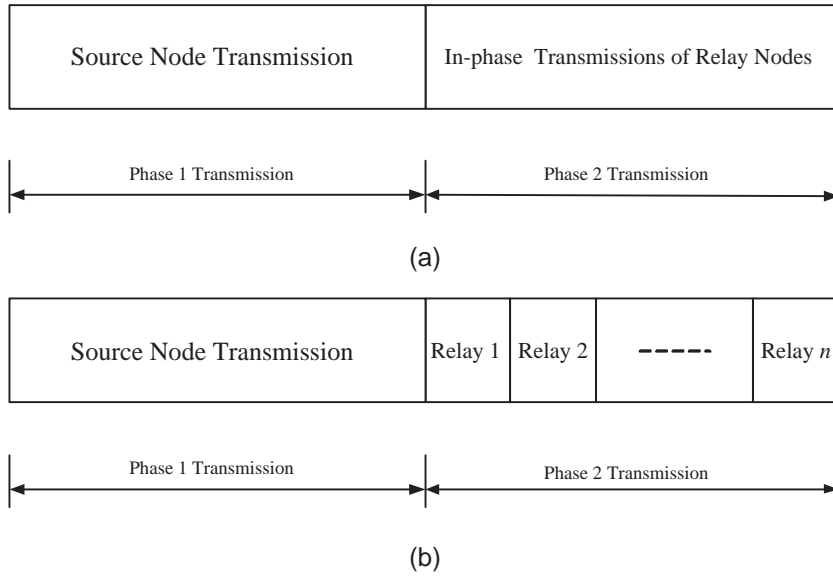 Source Node Transmission
In-phase Transmissions of Relay Nodes
Phase 1 Transmission
Phase 2 Transmission
(a)
Source Node Transmission
Relay 1
Relay 2
Relay n
Phase 1 Transmission
Phase 2 Transmission
(b)